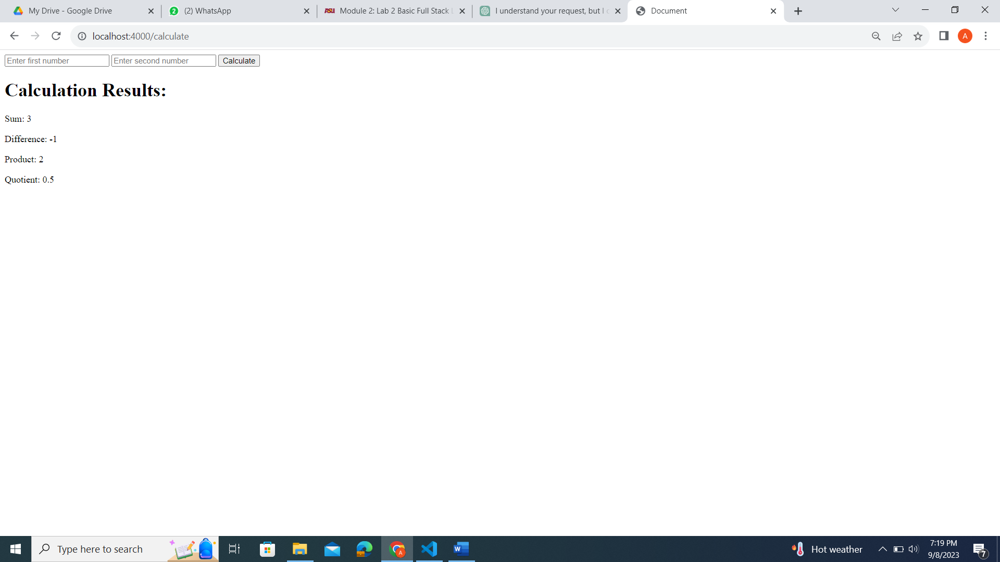 My Drive - Google Drive
2 (2) WhatsApp
ASU Module 2: Lab 2 Basic Full Stack
I understand your request, but I
Document
localhost:4000/calculate
A
Enter first number Enter second number Calculate
Calculation Results:
Sum: 3
Difference: -1
Product: 2
Quotient: 0.5
Type here to search
A
W
Hot weather
7:19 PM
9/8/2023
7